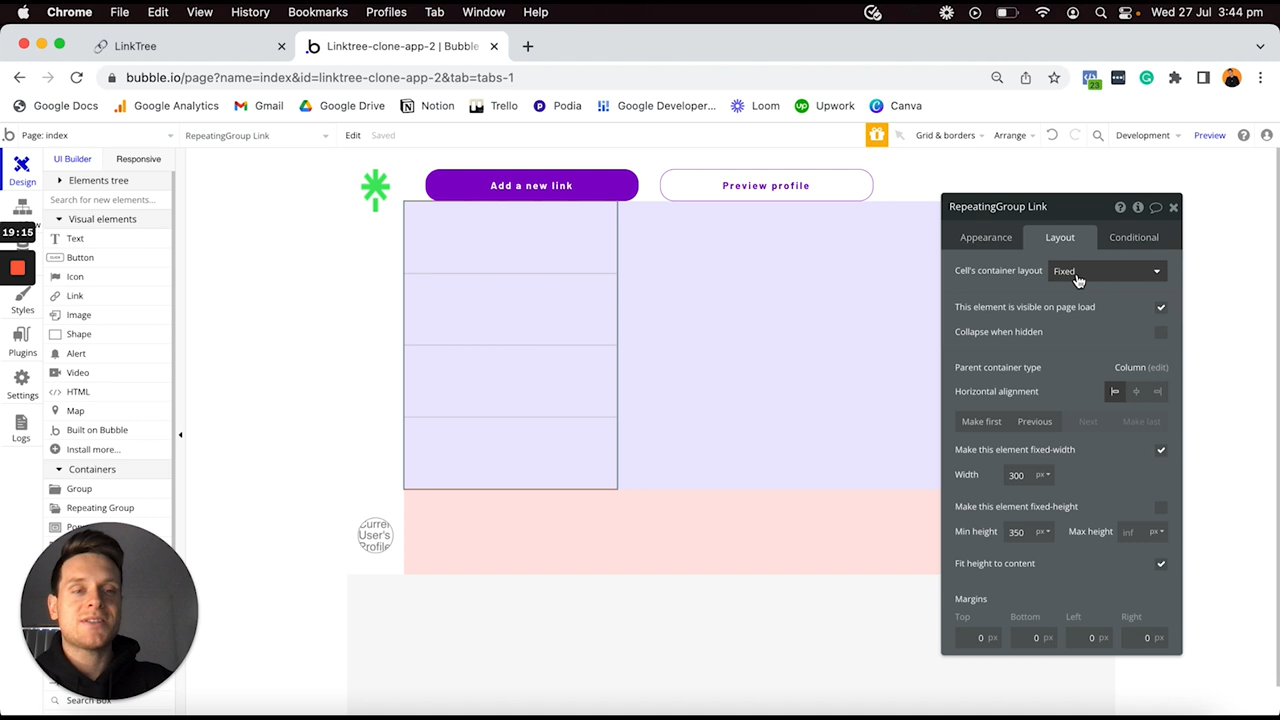 Chrome File Edit View History Bookmarks Profiles Tab Window Help Wed 27 Jul 3:44 pm
LinkTree Linktree-clone-app-2 | Bubble
bubble.io/page?name=index&id=linktree-clone-app-2&tab=tabs-1 23
Google Docs Google Analytics Gmail Google Drive Notion Trello Podia Google Developer... Loom Upwork Canva
Page: index RepeatingGroup Link Edit Saved Grid & borders Arrange Development Preview
UI Builder Responsive
Design
Elements tree
Search for new elements...
Visual elements
19:15
Text
Button
Icon
Link
Styles
Image
Shape
Plugins
Alert
Video
Settings
HTML
Map
Logs
Built on Bubble
Install more...
Containers
Group
Repeating Group
Search Box
Add a new link Preview profile
Current
User's
Profile
RepeatingGroup Link
Appearance Layout Conditional
Cell's container layout Fixed
This element is visible on page load
Collapse when hidden
Parent container type Column (edit)
Horizontal alignment
Make first Previous Next Make last
Make this element fixed-width
Width 300 px
Make this element fixed-height
Min height 350 px Max height inf px
Fit height to content
Margins
Top Bottom Left Right
0 px 0 px 0 px 0 px